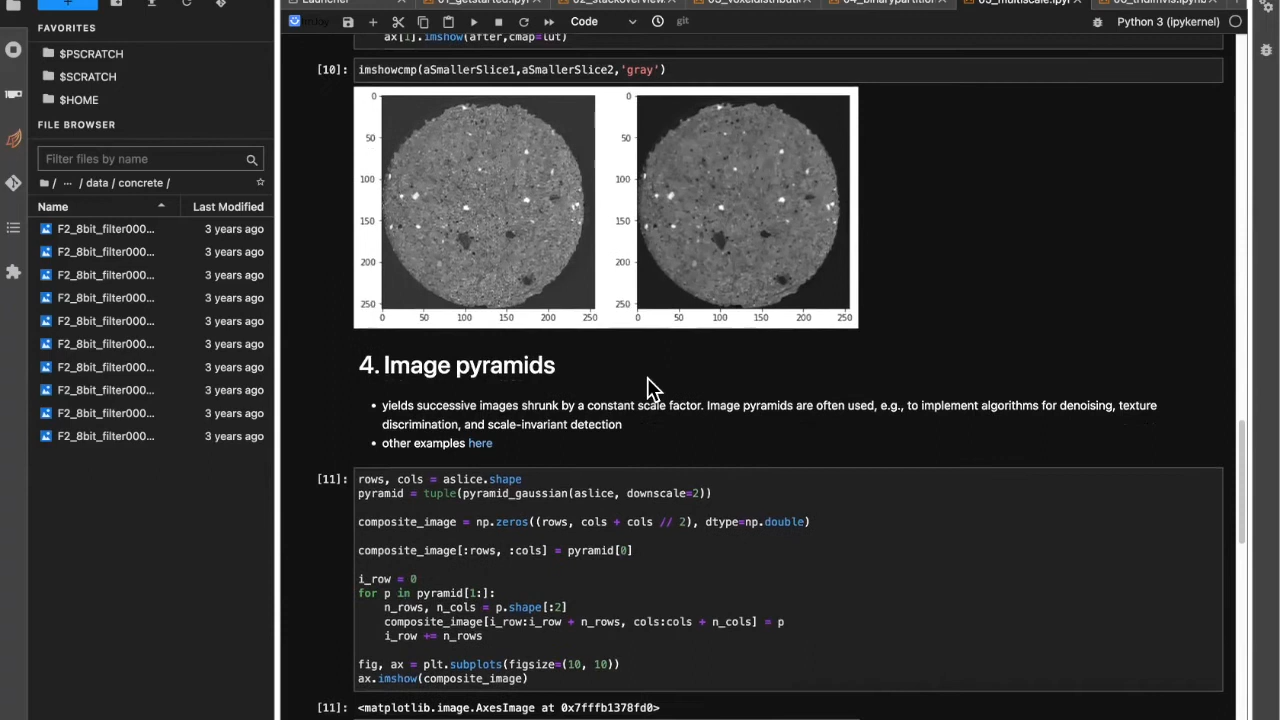 Launcher
01_getstarted.ipyn
02_stackoverview.
03_voxeldistributi
04_binarypartition
05_multiscale.ipyn
Code
git
Python 3 (ipykernel)
FAVORITES
$PSCRATCH
$SCRATCH
$HOME
FILE BROWSER
Filter files by name
/ ··· / data / concrete /
Name Last Modified
F2_8bit_filter000... 3 years ago
F2_8bit_filter000... 3 years ago
F2_8bit_filter000... 3 years ago
F2_8bit_filter000... 3 years ago
F2_8bit_filter000... 3 years ago
F2_8bit_filter000... 3 years ago
F2_8bit_filter000... 3 years ago
F2_8bit_filter000... 3 years ago
F2_8bit_filter000... 3 years ago
F2_8bit_filter000... 3 years ago
ax[1].imshow(after,cmap=lut)
[10]: imshowcmp(aSmallerSlice1,aSmallerSlice2,'gray')
0
50
100
150
200
250
0 50 100 150 200 250
0
50
100
150
200
250
0 50 100 150 200 250
4. Image pyramids
• yields successive images shrunk by a constant scale factor. Image pyramids are often used, e.g., to implement algorithms for denoising, texture
discrimination, and scale-invariant detection
• other examples here
[11]: rows, cols = aslice.shape
pyramid = tuple(pyramid_gaussian(aslice, downscale=2))
composite_image = np.zeros((rows, cols + cols // 2), dtype=np.double)
composite_image[:rows, :cols] = pyramid[0]
i_row = 0
for p in pyramid[1:]:
n_rows, n_cols = p.shape[:2]
composite_image[i_row:i_row + n_rows, cols:cols + n_cols] = p
i_row += n_rows
fig, ax = plt.subplots(figsize=(10, 10))
ax.imshow(composite_image)
[11]: <matplotlib.image.AxesImage at 0x7fffb1378fd0>